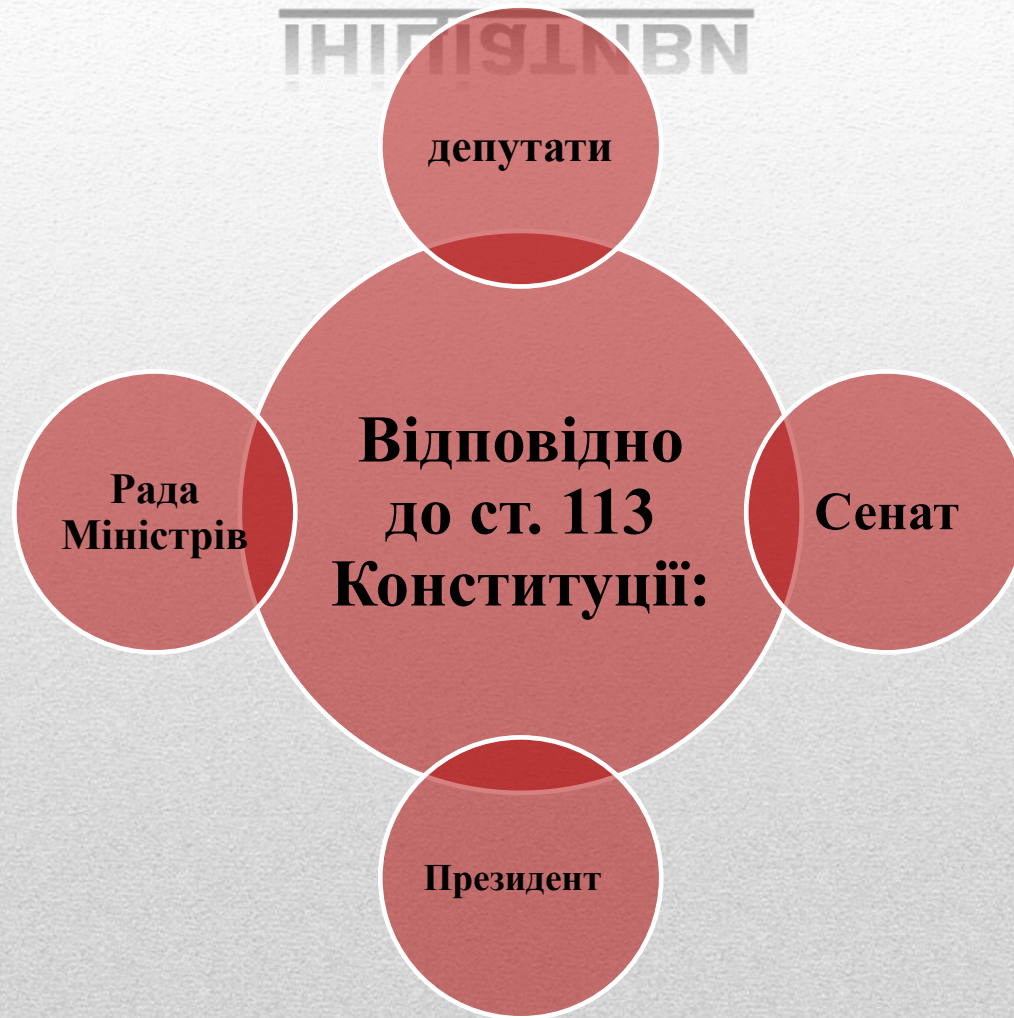 депутати
Відповідно
до ст. 113
Конституції:
Рада
Міністрів
Сенат
Президент